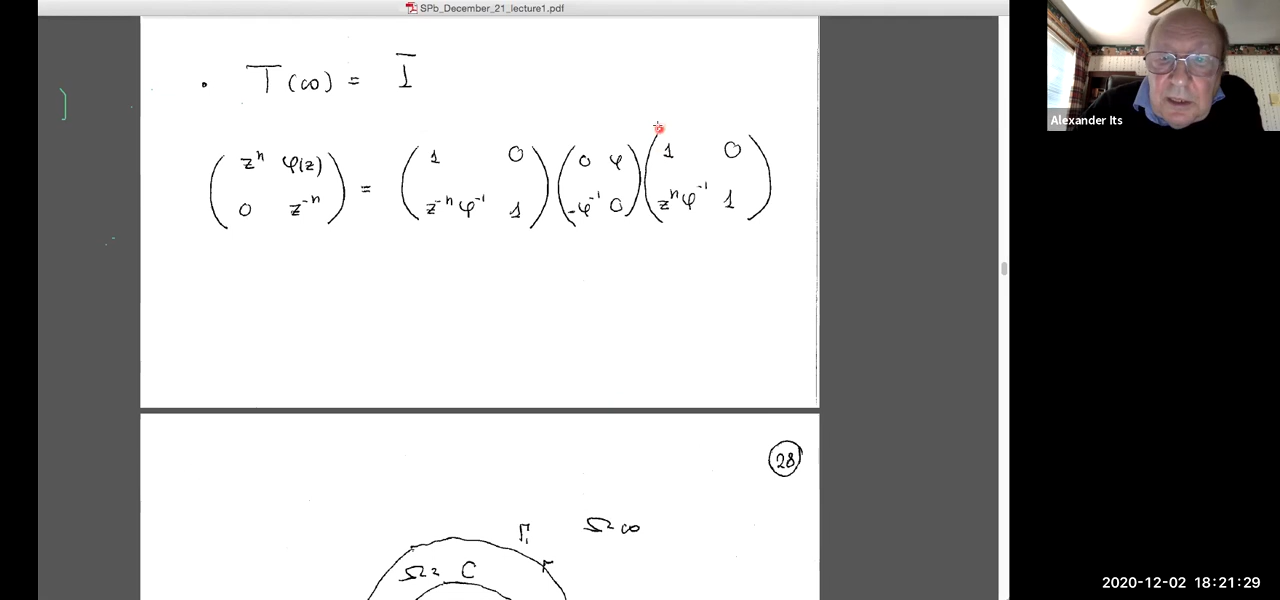 SPb_December_21_lecture1.pdf
• T(∞) = I
( z^n φ(z) ; 0 z^{-n} ) = ( 1 0 ; z^{-n} φ^{-1} 1 ) ( 0 φ ; -φ^{-1} 0 ) ( 1 0 ; z^n φ^{-1} 1 )
Alexander Its
28
Γ₁ Ω∞
Ω₂ C
2020-12-02 18:21:29